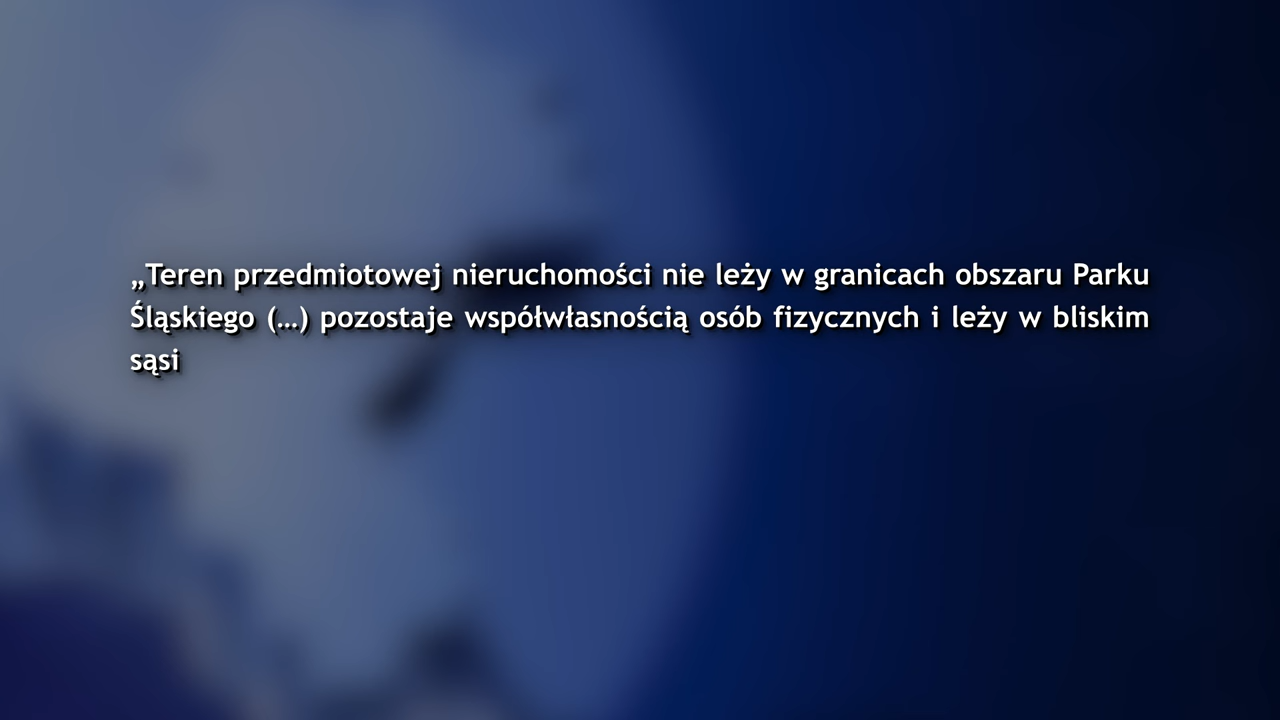 „Teren przedmiotowej nieruchomości nie leży w granicach obszaru Parku
Śląskiego (…) pozostaje współwłasnością osób fizycznych i leży w bliskim
sąsi